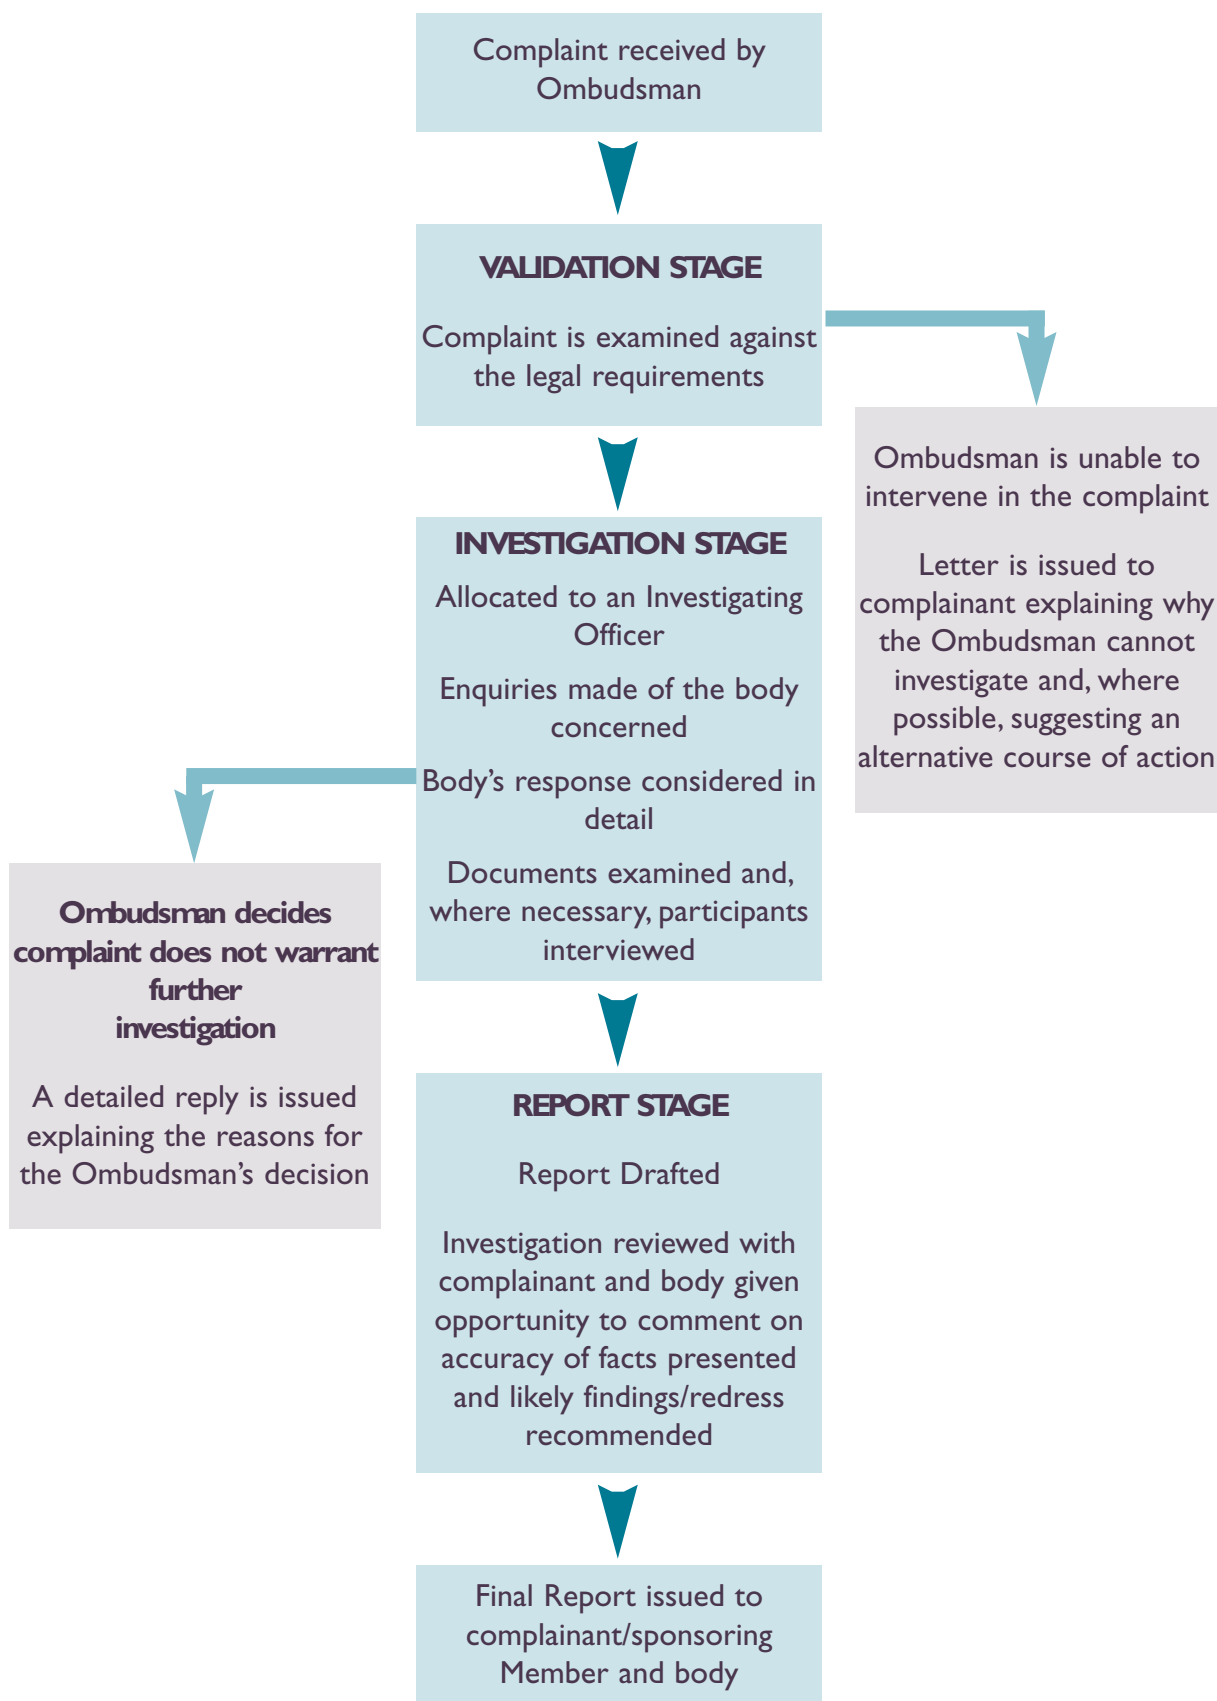 Complaint received by
Ombudsman
VALIDATION STAGE
Complaint is examined against
the legal requirements
Ombudsman is unable to
intervene in the complaint
Letter is issued to
complainant explaining why
the Ombudsman cannot
investigate and, where
possible, suggesting an
alternative course of action
INVESTIGATION STAGE
Allocated to an Investigating
Officer
Enquiries made of the body
concerned
Body’s response considered in
detail
Documents examined and,
where necessary, participants
interviewed
Ombudsman decides
complaint does not warrant
further
investigation
A detailed reply is issued
explaining the reasons for
the Ombudsman’s decision
REPORT STAGE
Report Drafted
Investigation reviewed with
complainant and body given
opportunity to comment on
accuracy of facts presented
and likely findings/redress
recommended
Final Report issued to
complainant/sponsoring
Member and body